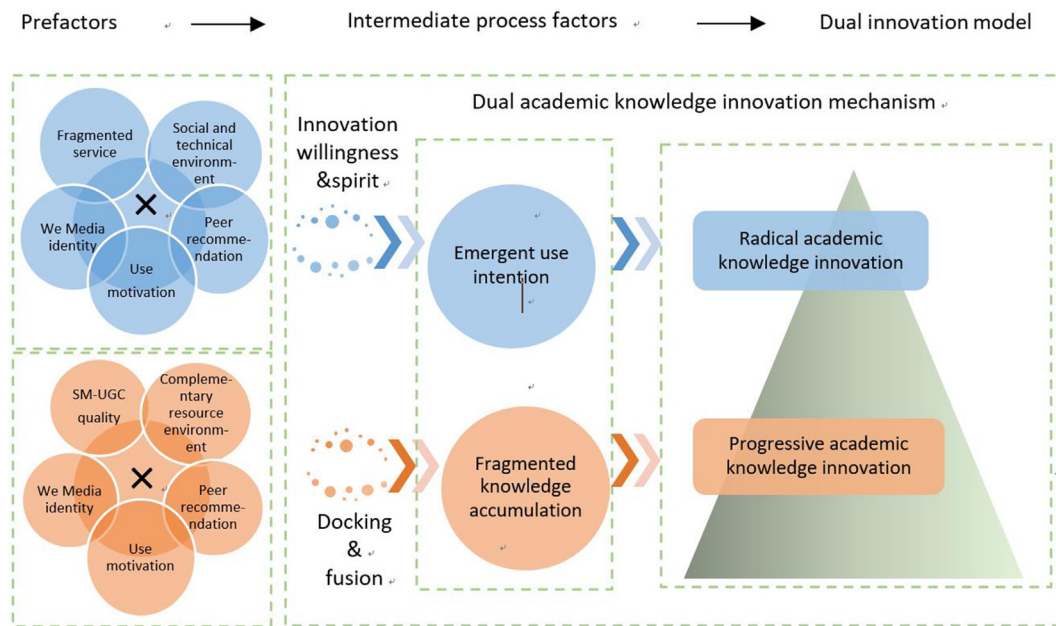 Prefactors
Intermediate process factors
Dual innovation model
Dual academic knowledge innovation mechanism
Fragmented
service
Social and
technical
environm-
ent
We Media
identity
Peer
recomme-
ndation
Use
motivation
Innovation
willingness
&spirit
Emergent use
intention
Radical academic
knowledge innovation
SM-UGC
quality
Compleme-
ntary
resource
environm-
ent
We Media
identity
Peer
recomme-
ndation
Use
motivation
Docking
&
fusion
Fragmented
knowledge
accumulation
Progressive academic
knowledge innovation